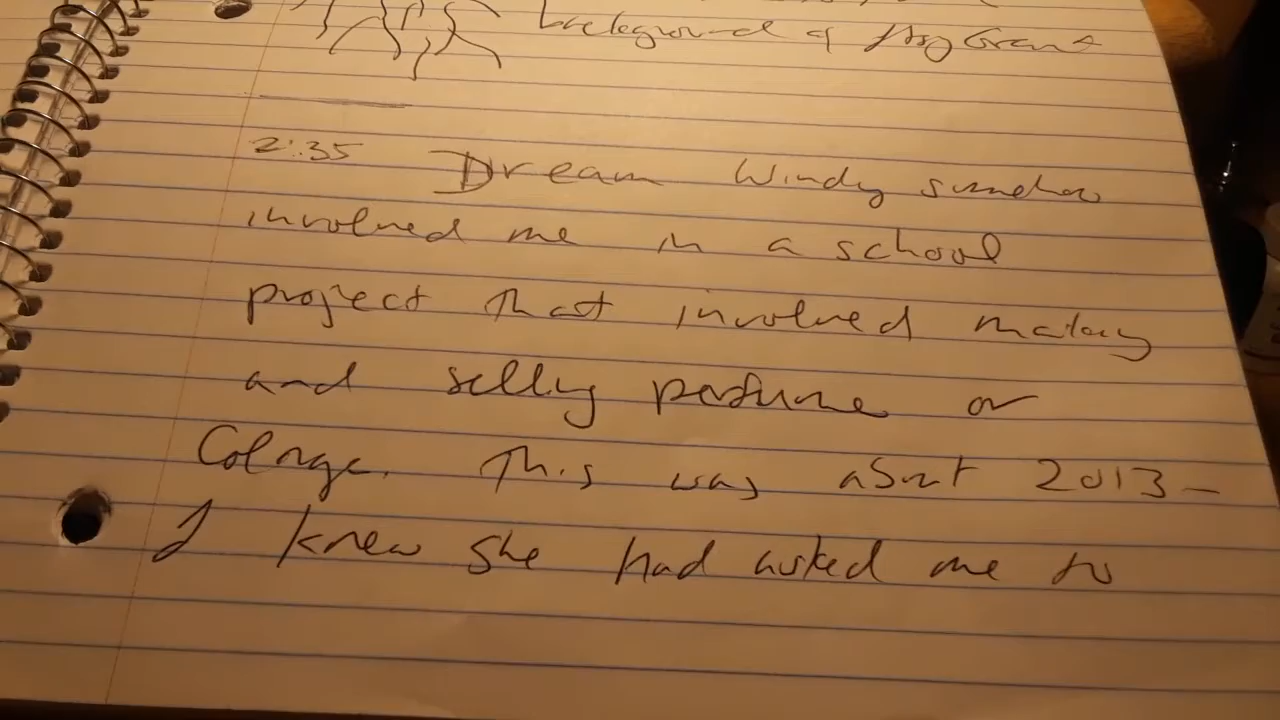 background of
2:35 Dream Windy somehow
involved me in a school
project That involved making
and selling perfume or
Cologne. This was about 2013 -
I knew she had asked me to